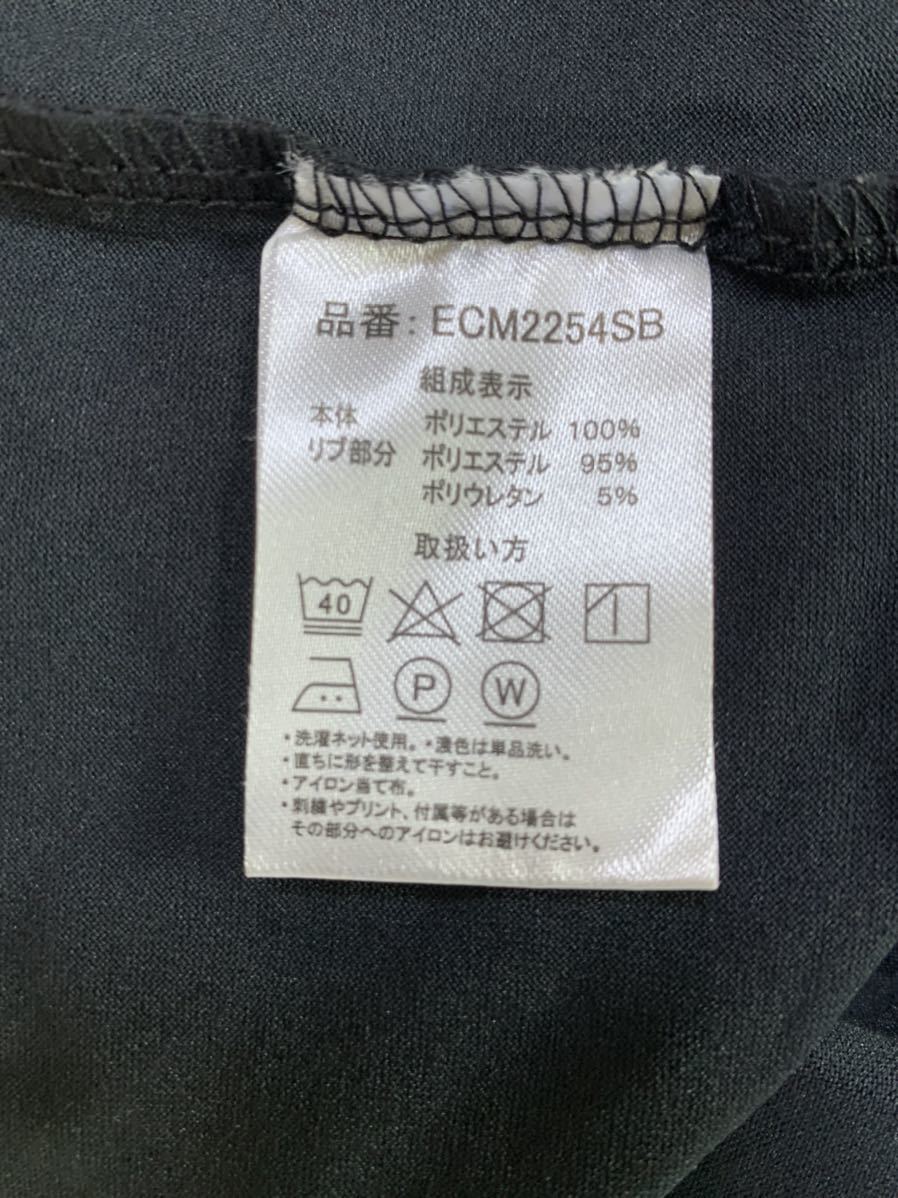 品番: ECM2254SB
組成表示
本体 ポリエステル 100%
リブ部分 ポリエステル 95%
ポリウレタン 5%
取扱い方
40
P W
・洗濯ネット使用。・濃色は単品洗い。
・直ちに形を整えて干すこと。
・アイロン当て布。
・刺繍やプリント、付属等がある場合は
その部分へのアイロンはお避けください。